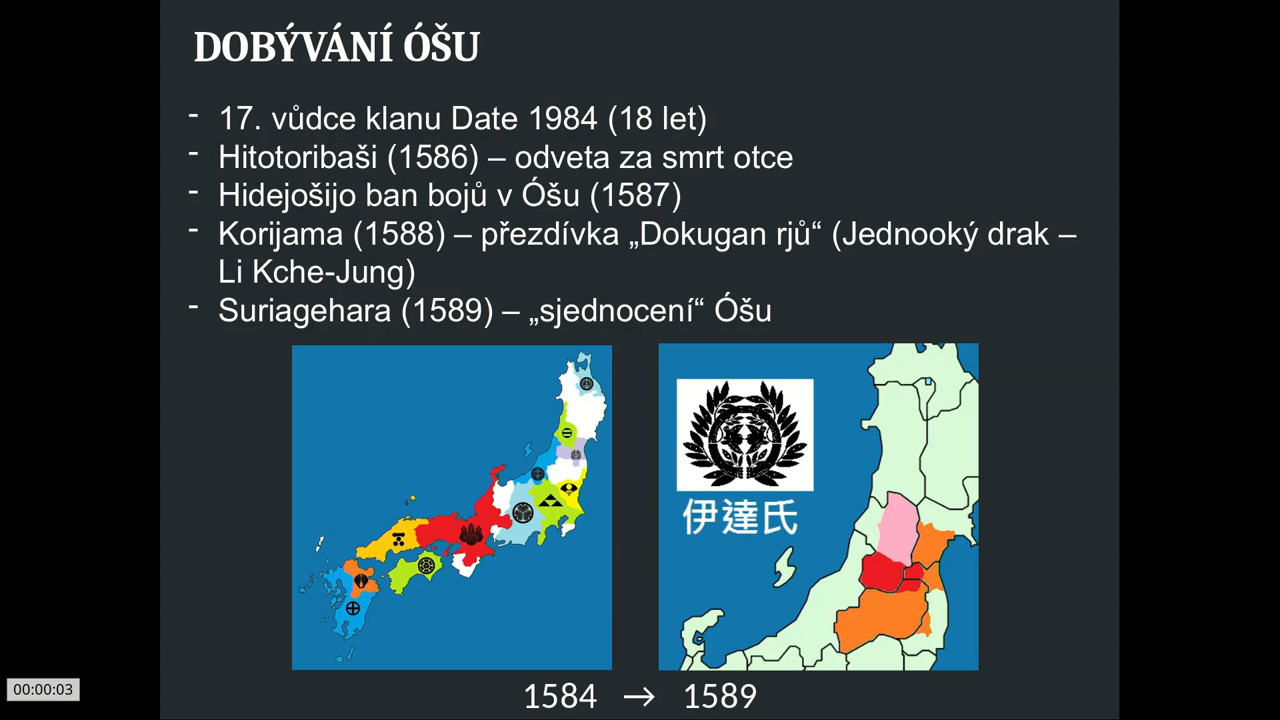 DOBÝVÁNÍ ÓŠU
- 17. vůdce klanu Date 1984 (18 let)
- Hitotoribaši (1586) – odveta za smrt otce
- Hidejošijo ban bojů v Óšu (1587)
- Korijama (1588) – přezdívka „Dokugan rjů“ (Jednooký drak –
Li Kche-Jung)
- Suriagehara (1589) – „sjednocení“ Óšu
伊達氏
1584 → 1589
00:00:03